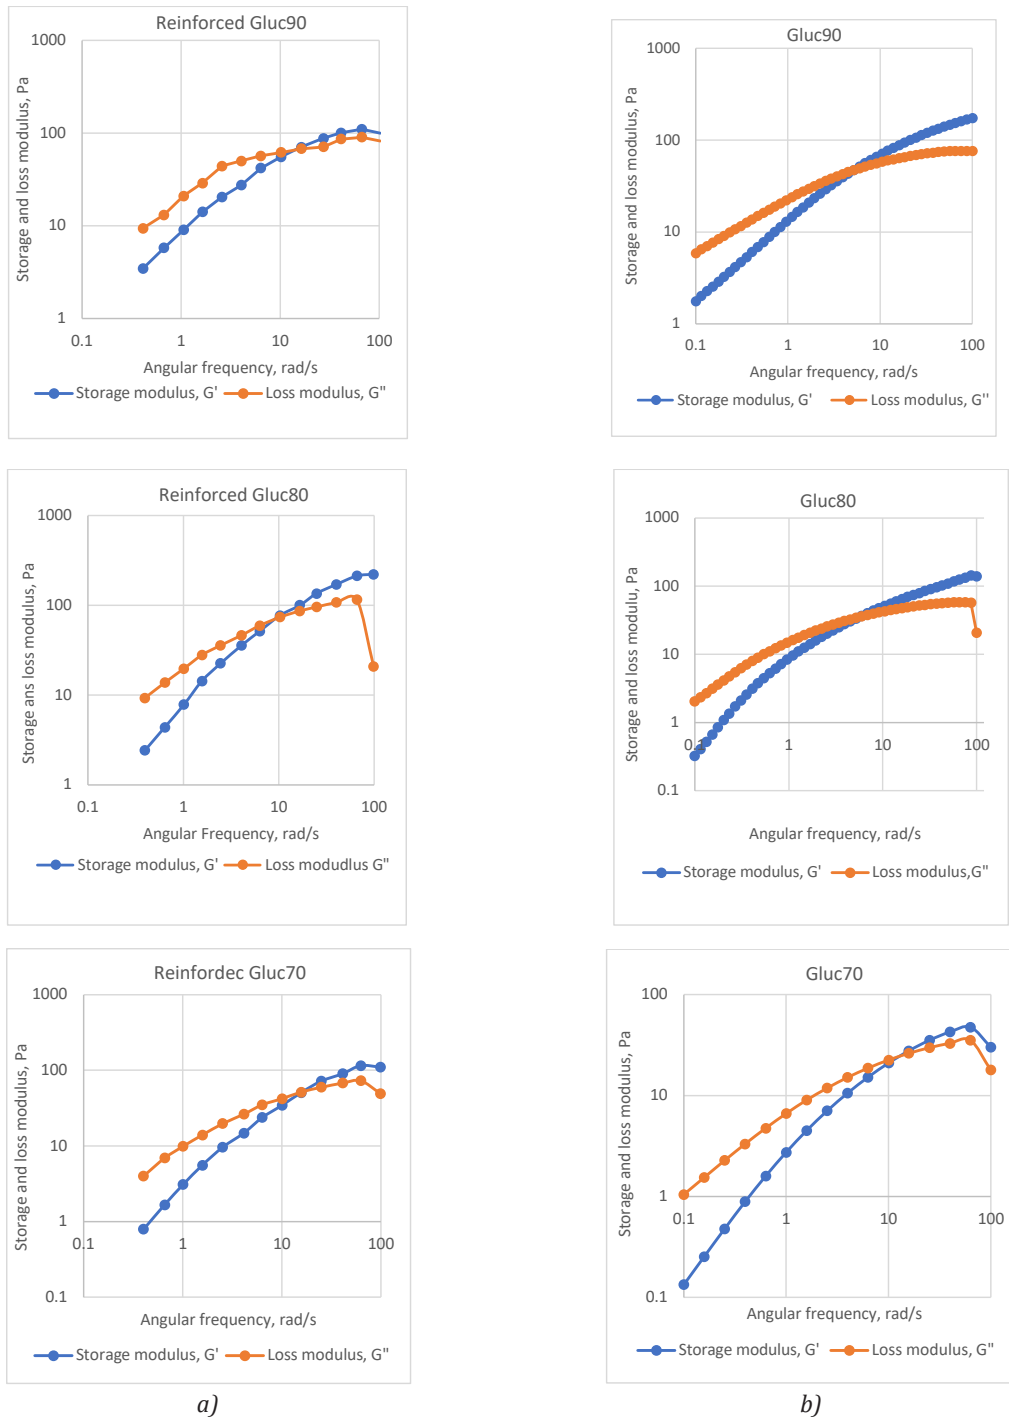 Reinforced Gluc90
1000
100
10
1
0.1 1 10 100
Storage and loss modulus, Pa
Angular frequency, rad/s
Storage modulus, G' Loss modulus, G"
Gluc90
1000
100
10
1
0.1 1 10 100
Storage and loss modulus, Pa
Angular frequency, rad/s
Storage modulus, G' Loss modulus, G''
Reinforced Gluc80
1000
100
10
1
0.1 1 10 100
Storage ans loss modulus, Pa
Angular Frequency, rad/s
Storage modulus, G' Loss modudlus G"
Gluc80
1000
100
10
1
0.1
0.1 1 10 100
Storage and loss modulu, Pa
Angular frequency, rad/s
Storage modulus, G' Loss modulus,G"
Reinfordec Gluc70
1000
100
10
1
0.1
0.1 1 10 100
Storage and loss modulus, Pa
Angular frequency, rad/s
Storage modulus, G' Loss modulus, G"
Gluc70
100
10
1
0.1
0.1 1 10 100
Storage and loss modulus, Pa
Angular frequency, rad/s
Storage modulus, G' Loss modulus, G"
a) b)